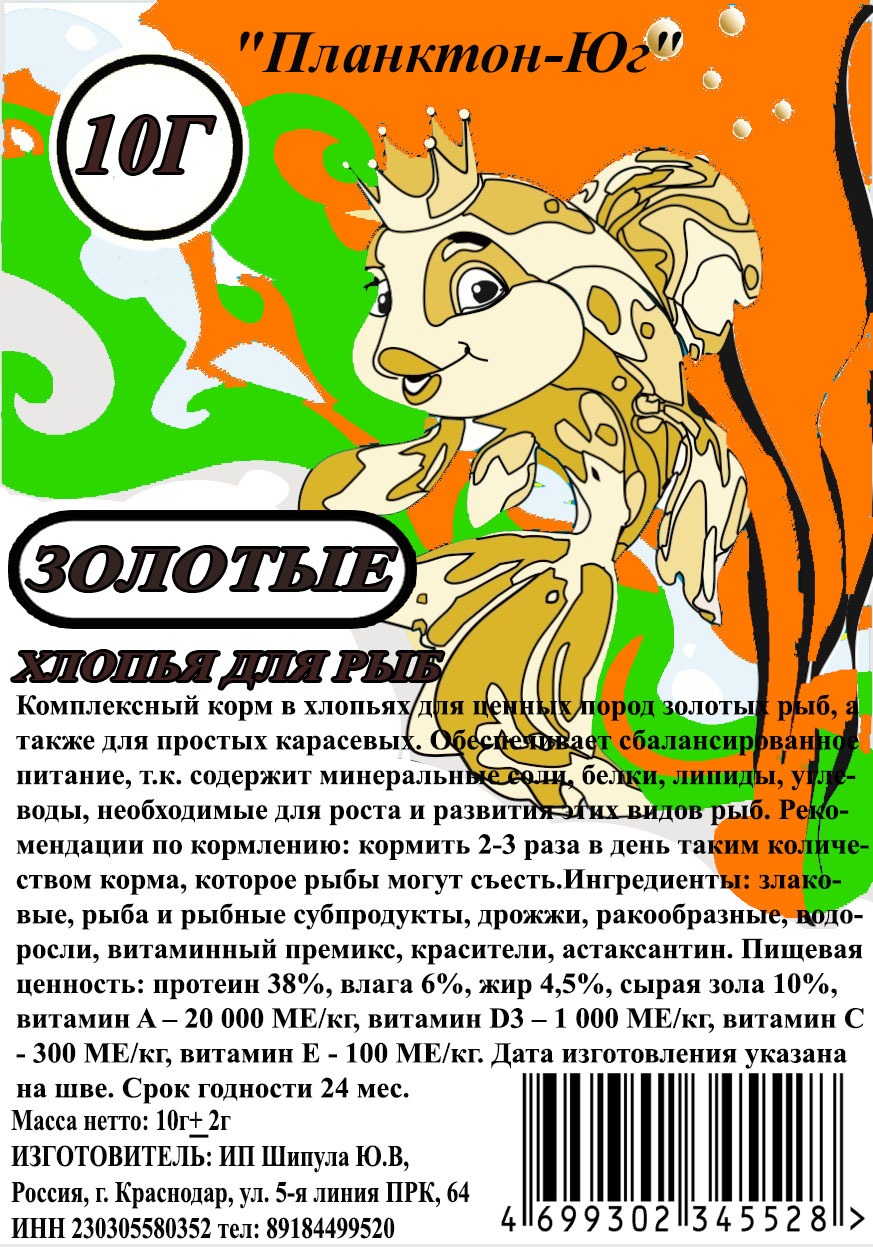 "Планктон-Юг"
10Г
ЗОЛОТЫЕ
ХЛОПЬЯ ДЛЯ РЫБ
Комплексный корм в хлопьях для ценных пород золотых рыб, а
также для простых карасевых. Обеспечивает сбалансированное
питание, т.к. содержит минеральные соли, белки, липиды, угле-
воды, необходимые для роста и развития этих видов рыб. Реко-
мендации по кормлению: кормить 2-3 раза в день таким количе-
ством корма, которое рыбы могут съесть.Ингредиенты: злако-
вые, рыба и рыбные субпродукты, дрожжи, ракообразные, водо-
росли, витаминный премикс, красители, астаксантин. Пищевая
ценность: протеин 38%, влага 6%, жир 4,5%, сырая зола 10%,
витамин А – 20 000 МЕ/кг, витамин D3 – 1 000 МЕ/кг, витамин С
- 300 МЕ/кг, витамин Е - 100 МЕ/кг. Дата изготовления указана
на шве. Срок годности 24 мес.
Масса нетто: 10г± 2г
ИЗГОТОВИТЕЛЬ: ИП Шипула Ю.В,
Россия, г. Краснодар, ул. 5-я линия ПРК, 64
ИНН 230305580352 тел: 89184499520
4 699302 345528 >